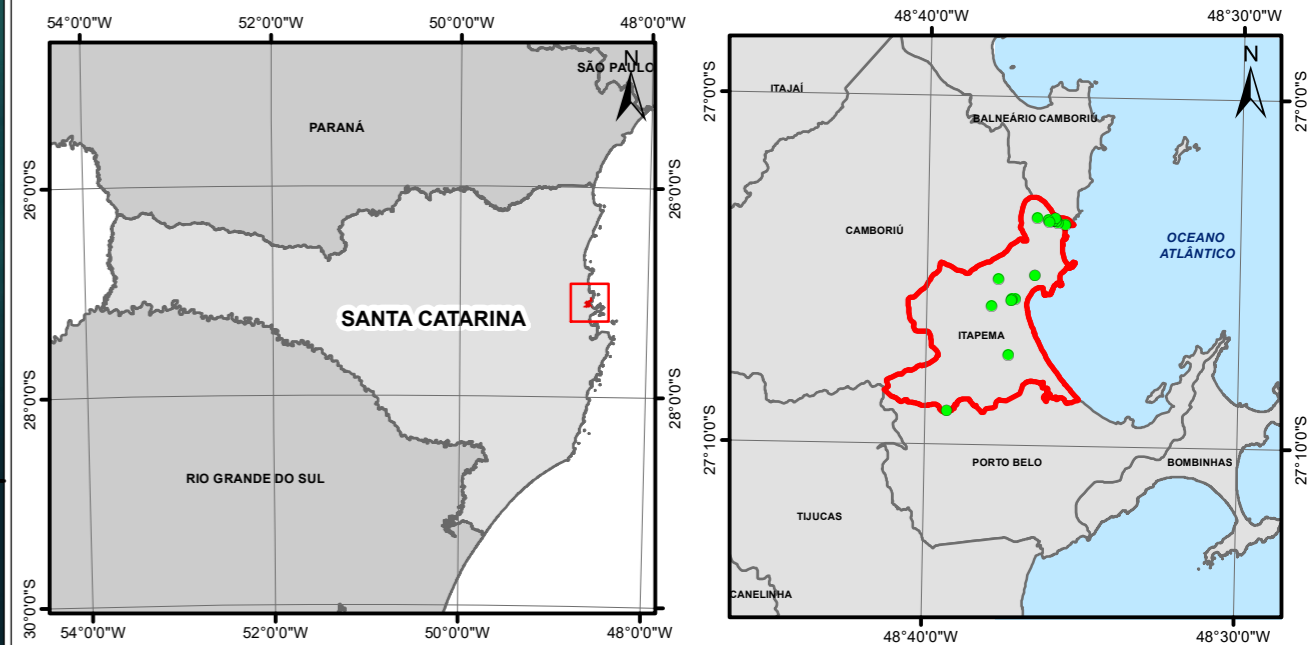 54°0'0"W 52°0'0"W 50°0'0"W 48°0'0"W
N
SÃO PAULO
PARANÁ
26°0'0"S
26°0'0"S
SANTA CATARINA
28°0'0"S
28°0'0"S
RIO GRANDE DO SUL
30°0'0"S
30°0'0"S
54°0'0"W 52°0'0"W 50°0'0"W 48°0'0"W
48°40'0"W 48°30'0"W
N
ITAJAÍ
27°0'0"S
27°0'0"S
BALNEÁRIO CAMBORIÚ
CAMBORIÚ
OCEANO
ATLÂNTICO
ITAPEMA
27°10'0"S
27°10'0"S
PORTO BELO
BOMBINHAS
TIJUCAS
CANELINHA
48°40'0"W 48°30'0"W